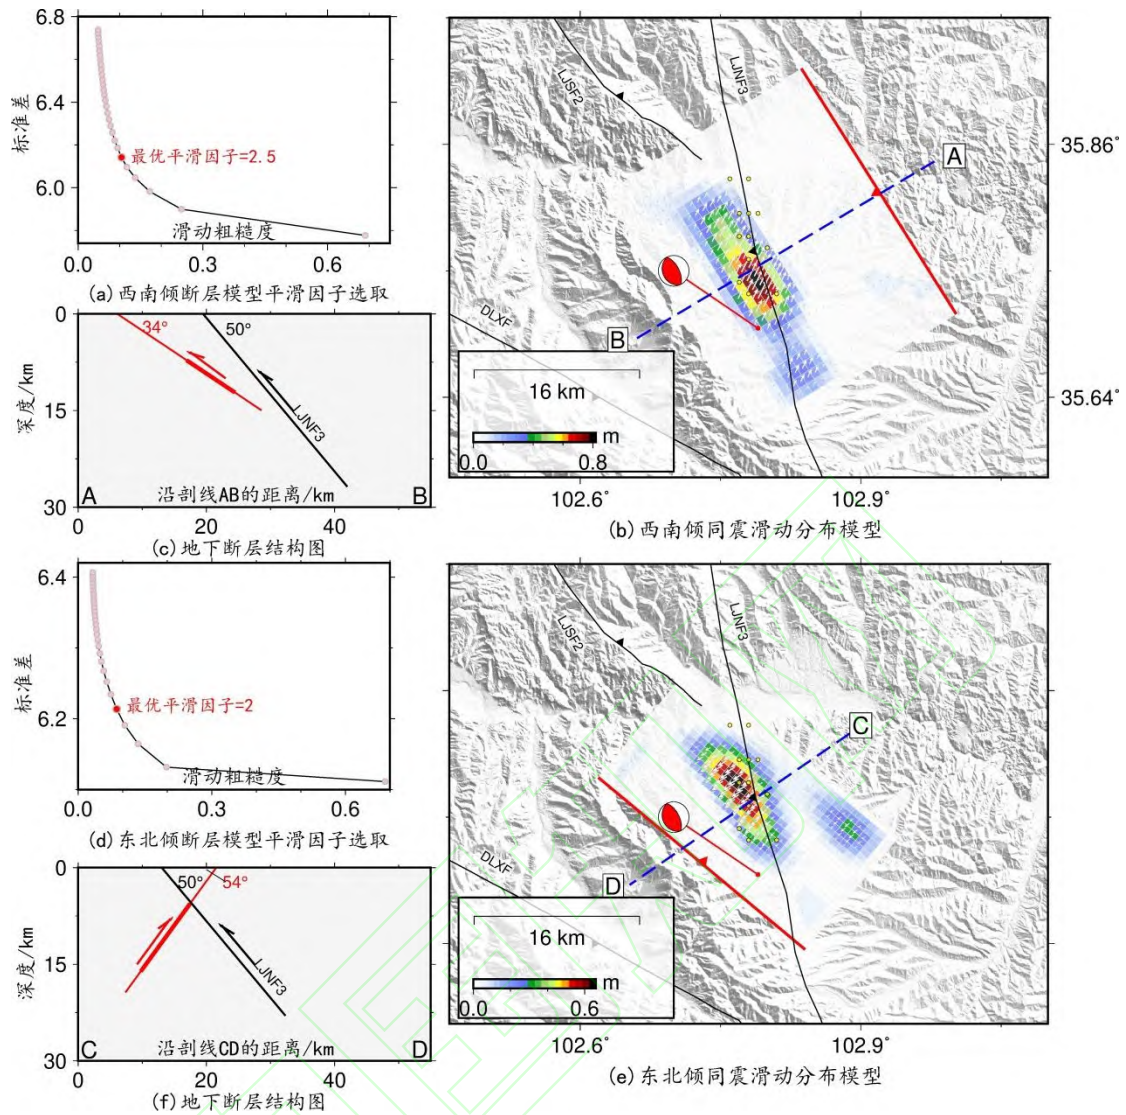 6.8
6.4
6.0
标准差
最优平滑因子=2.5
滑动粗糙度
0.0 0.3 0.6
(a)西南倾断层模型平滑因子选取
LJSF2
LJNF3
A
35.86°
B
DLXF
16 km
m
0.0 0.8
35.64°
102.6° 102.9°
(b)西南倾同震滑动分布模型
0
15
30
深度/km
34°
50°
LJNF3
A 沿剖线AB的距离/km B
0 20 40
(c)地下断层结构图
6.4
6.2
标准差
最优平滑因子=2
滑动粗糙度
0.0 0.3 0.6
(d)东北倾断层模型平滑因子选取
LJSF2
LJNF3
C
D
DLXF
16 km
m
0.0 0.6
102.6° 102.9°
(e)东北倾同震滑动分布模型
0
15
30
深度/km
50° 54°
LJNF3
C 沿剖线CD的距离/km D
0 20 40
(f)地下断层结构图